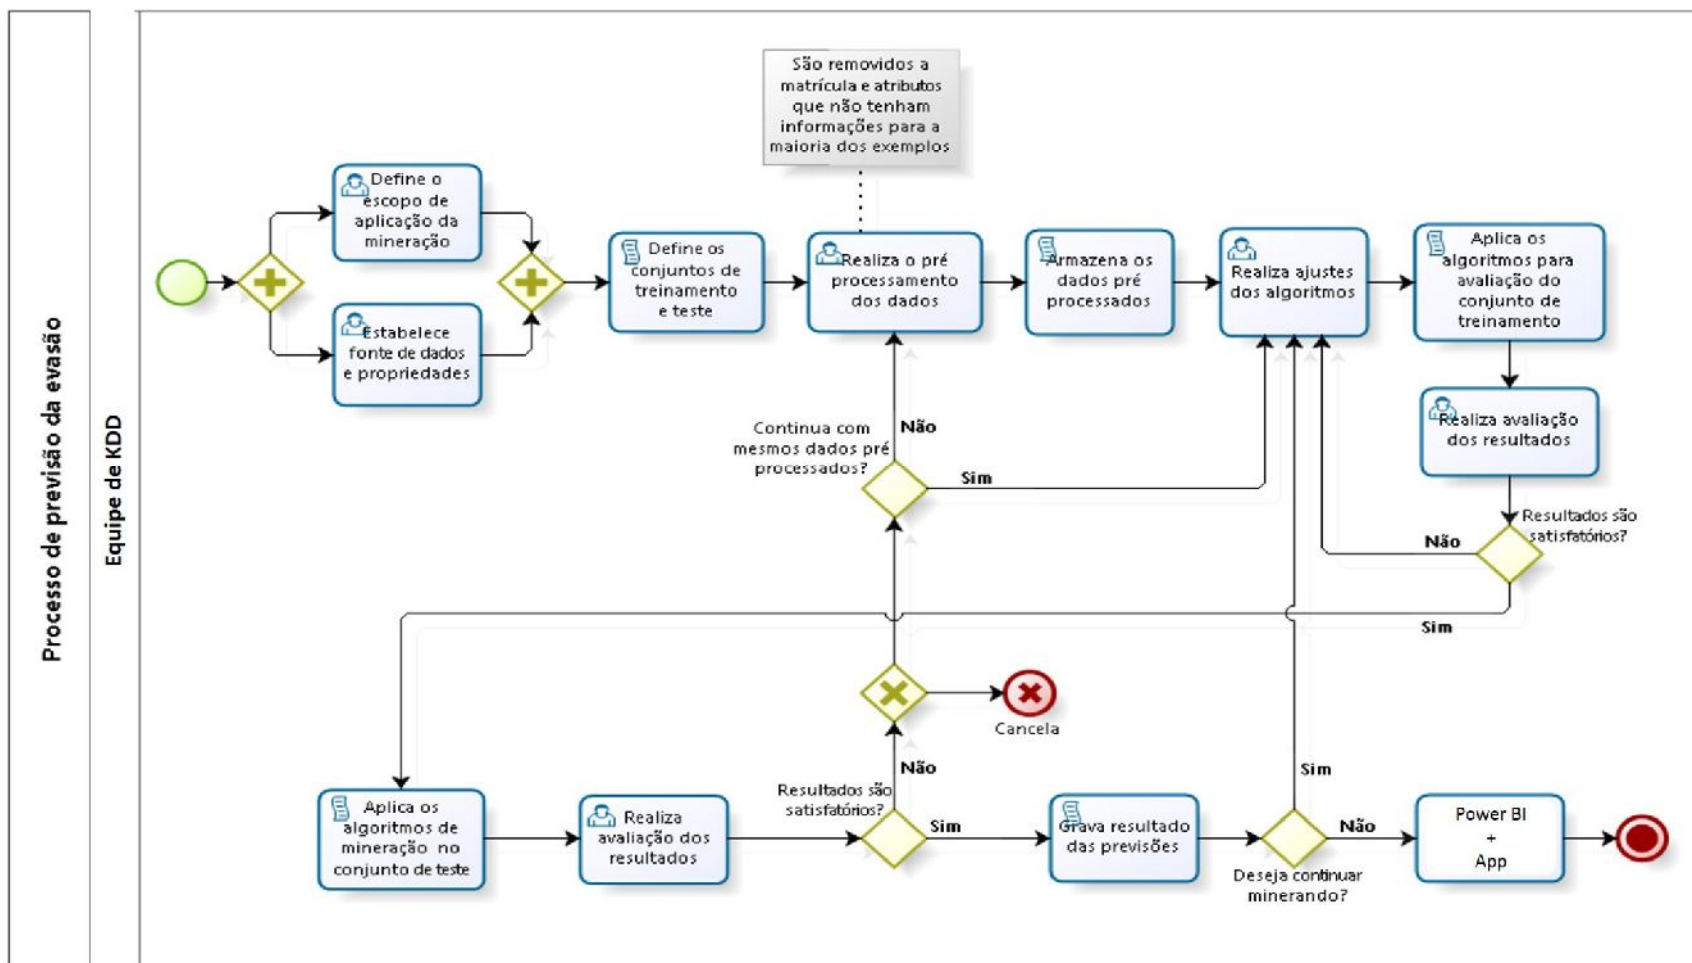 Processo de previsão da evasão
Equipe de KDD
São removidos a
matrícula e atributos
que não tenham
informações para a
maioria dos exemplos
Define o
escopo de
aplicação da
mineração
Estabelece
fonte de dados
e propriedades
Define os
conjuntos de
treinamento
e teste
Realiza o pré
processamento
dos dados
Armazena os
dados pré
processados
Realiza ajustes
dos algoritmos
Aplica os
algoritmos para
avaliação do
conjunto de
treinamento
Realiza avaliação
dos resultados
Resultados são
satisfatórios?
Não
Sim
Continua com
mesmos dados pré
processados?
Não
Sim
Cancela
Aplica os
algoritmos de
mineração no
conjunto de teste
Realiza
avaliação dos
resultados
Resultados são
satisfatórios?
Não
Sim
Grava resultado
das previsões
Deseja continuar
minerando?
Sim
Não
Power BI
+
App